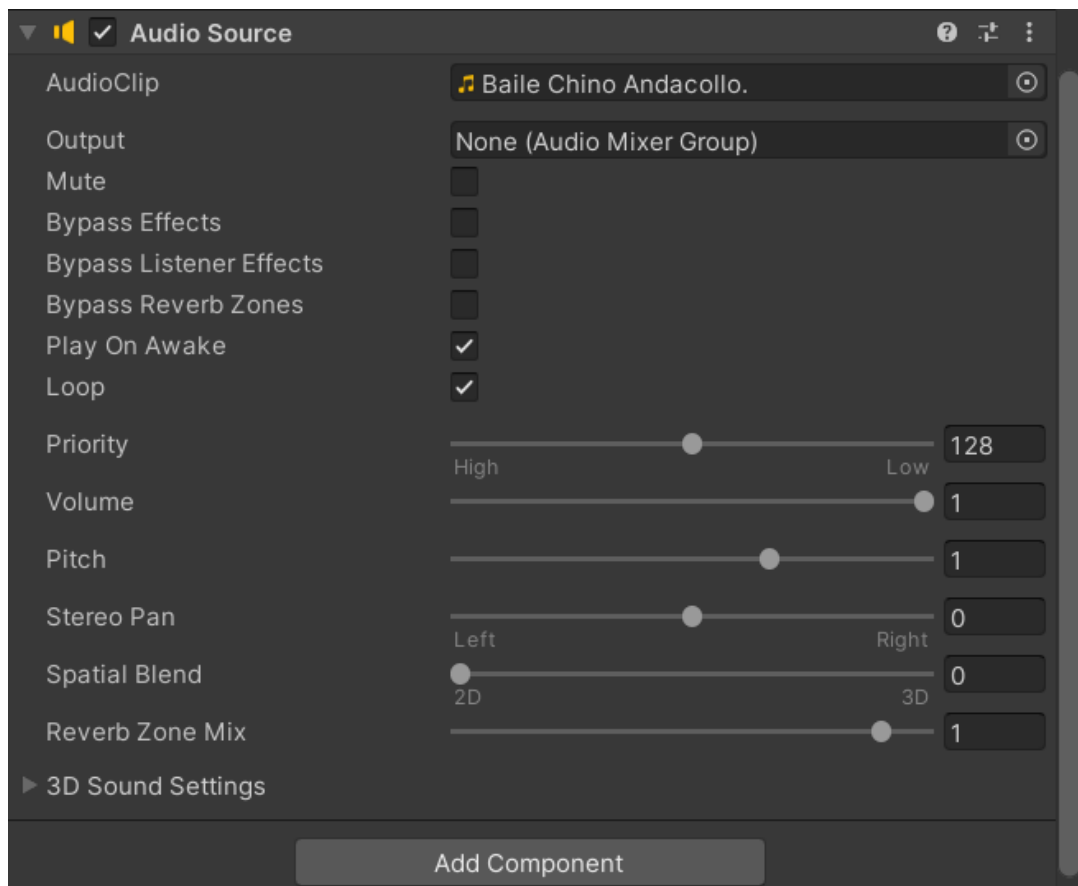 Audio Source
AudioClip Baile Chino Andacollo.
Output None (Audio Mixer Group)
Mute
Bypass Effects
Bypass Listener Effects
Bypass Reverb Zones
Play On Awake
Loop
Priority 128
High Low
Volume 1
Pitch 1
Stereo Pan 0
Left Right
Spatial Blend 0
2D 3D
Reverb Zone Mix 1
3D Sound Settings
Add Component